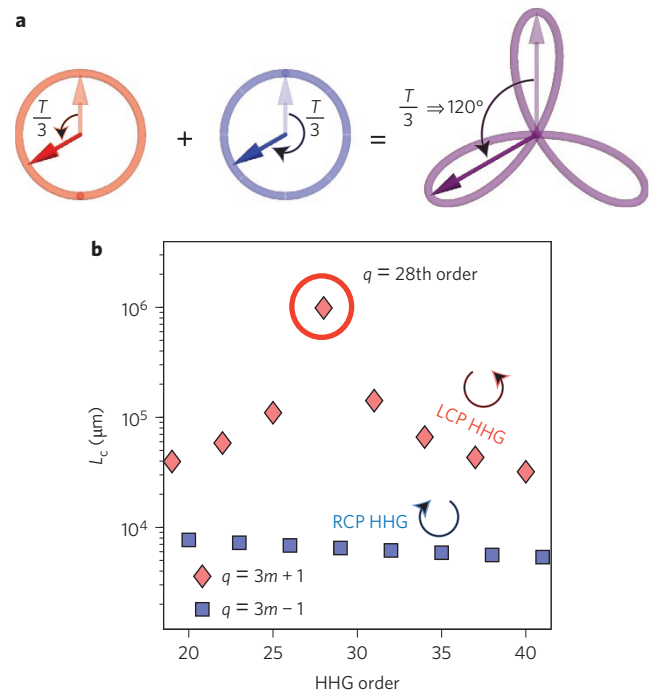 a
T/3
+
T/3
=
T/3 ⇒120°
b
q = 28th order
10⁶
10⁵
10⁴
L_c (μm)
LCP HHG
RCP HHG
q = 3m + 1
q = 3m − 1
20 25 30 35 40
HHG order